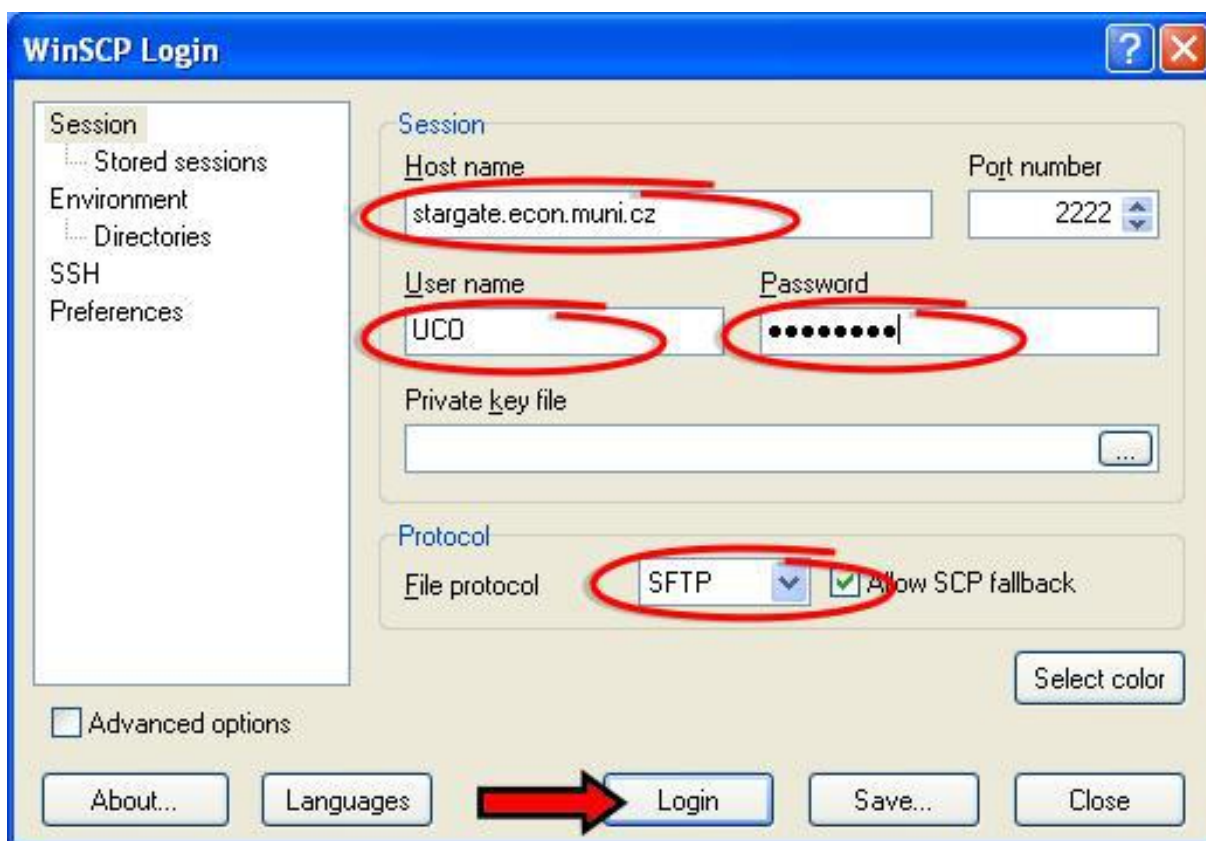 WinSCP Login
Session
Stored sessions
Environment
Directories
SSH
Preferences
Session
Host name
Port number
stargate.econ.muni.cz
2222
User name
Password
UCO
●●●●●●●●
Private key file
...
Protocol
File protocol
SFTP
Allow SCP fallback
Select color
Advanced options
About...
Languages
Login
Save...
Close